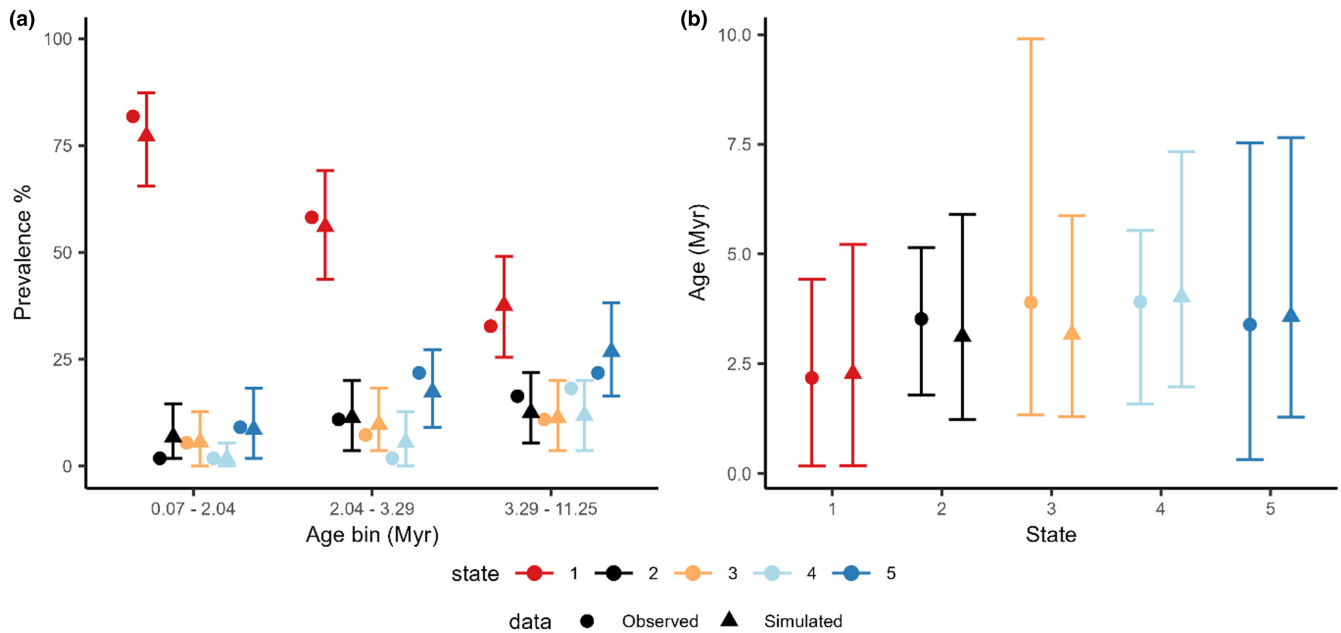 (a)
Prevalence %
100
75
50
25
0
0.07 - 2.04
2.04 - 3.29
3.29 - 11.25
Age bin (Myr)
(b)
Age (Myr)
10.0
7.5
5.0
2.5
0.0
1 2 3 4 5
State
state 1 2 3 4 5
data Observed Simulated